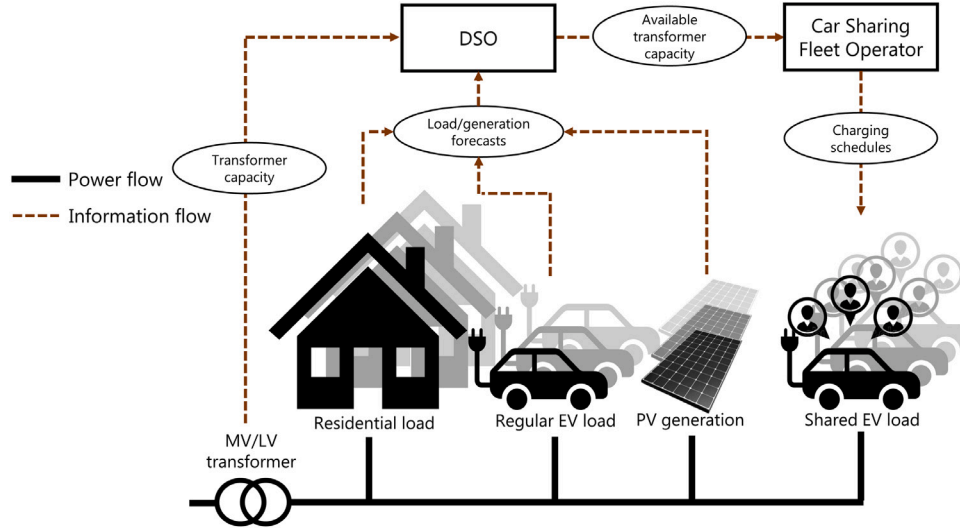 DSO
Available
transformer
capacity
Car Sharing
Fleet Operator
Load/generation
forecasts
Charging
schedules
Transformer
capacity
Power flow
Information flow
Residential load
Regular EV load
PV generation
Shared EV load
MV/LV
transformer